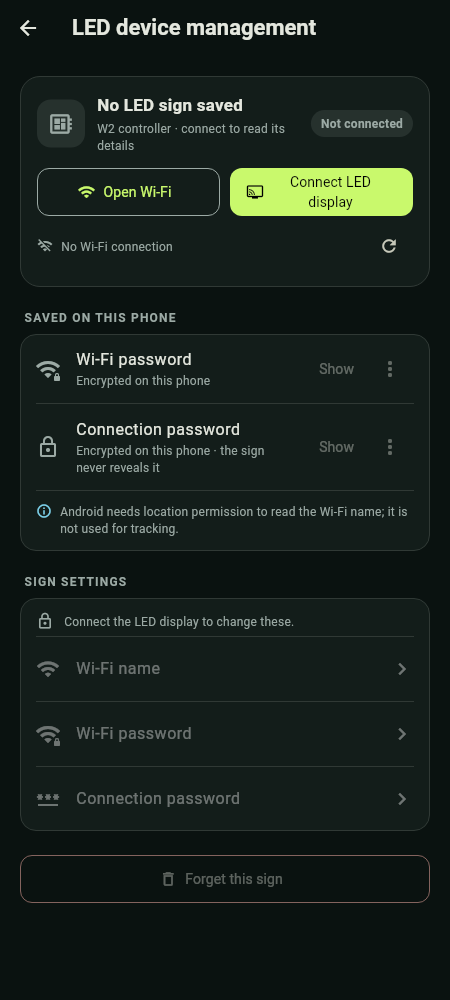 LED device management
No LED sign saved
W2 controller · connect to read its
details
Not connected
Open Wi-Fi
Connect LED
display
No Wi-Fi connection
SAVED ON THIS PHONE
Wi-Fi password
Encrypted on this phone
Show
Connection password
Encrypted on this phone · the sign
never reveals it
Show
Android needs location permission to read the Wi-Fi name; it is
not used for tracking.
SIGN SETTINGS
Connect the LED display to change these.
Wi-Fi name
Wi-Fi password
Connection password
Forget this sign